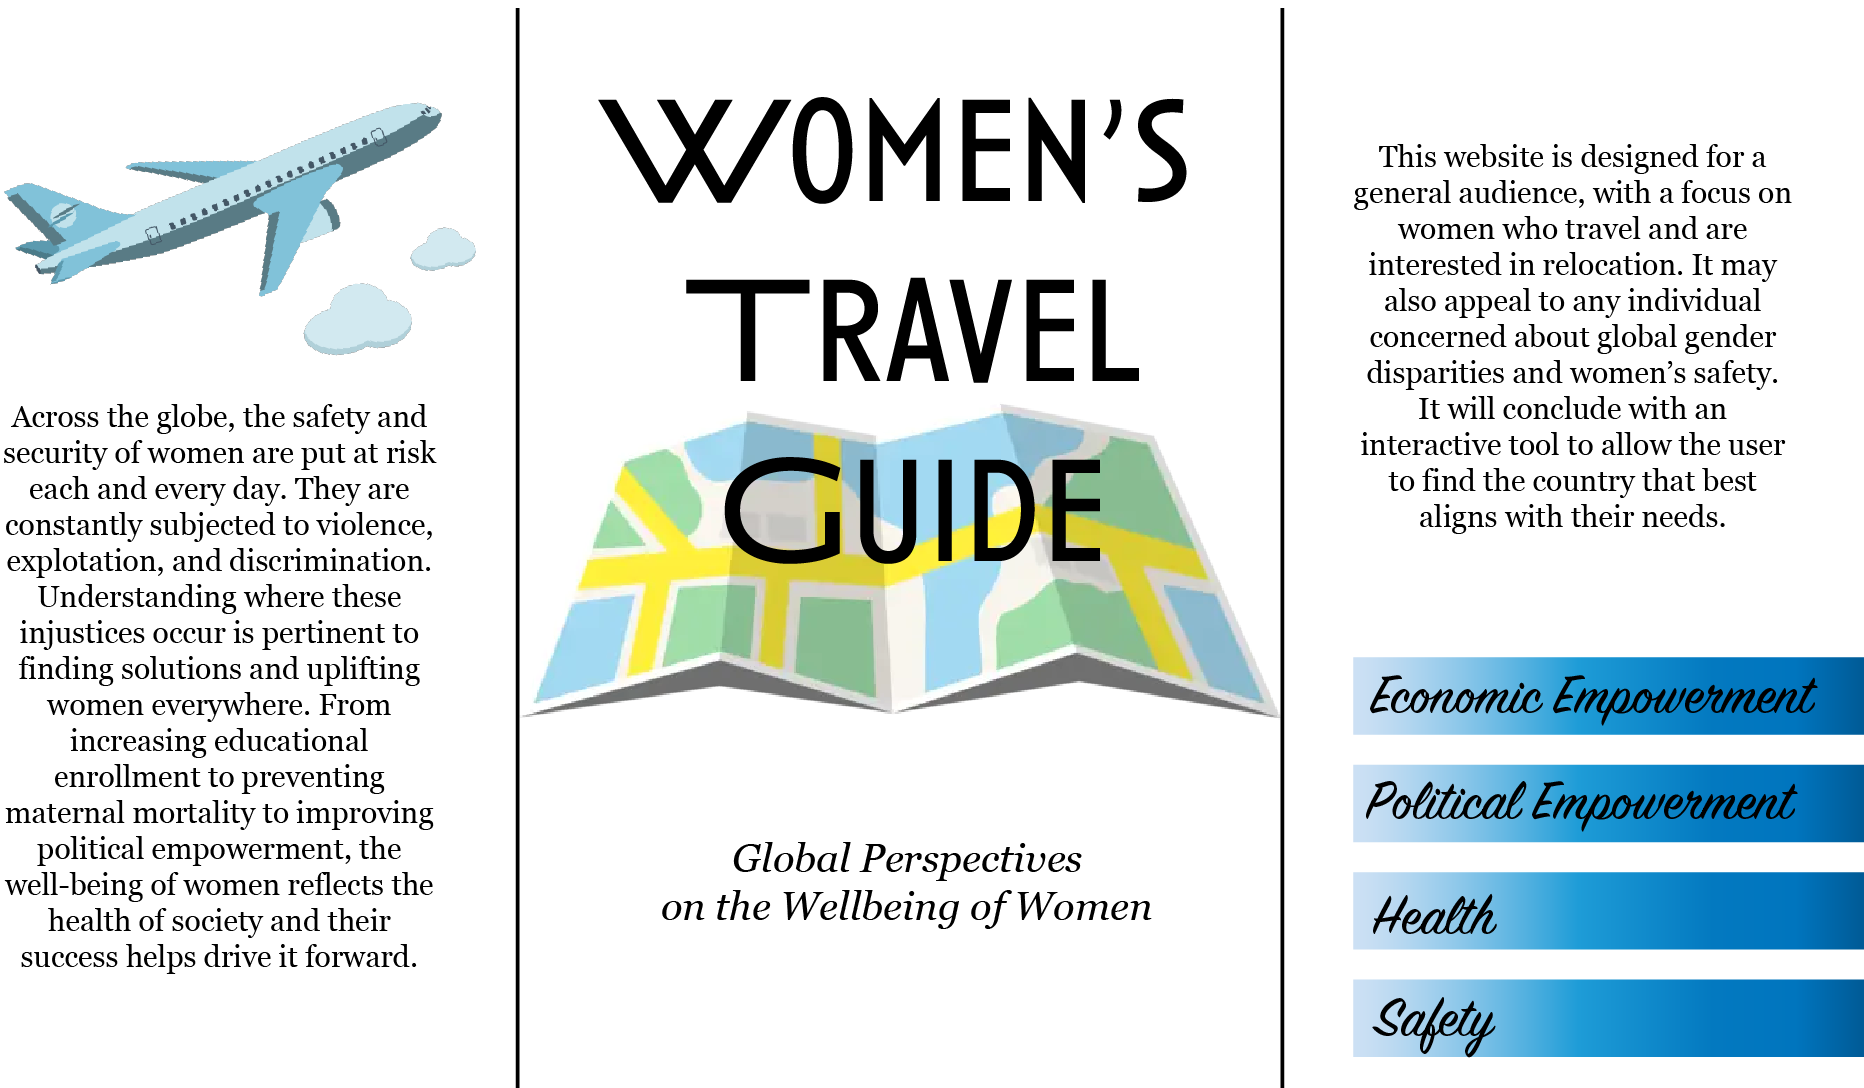 Across the globe, the safety and
security of women are put at risk
each and every day. They are
constantly subjected to violence,
explotation, and discrimination.
Understanding where these
injustices occur is pertinent to
finding solutions and uplifting
women everywhere. From
increasing educational
enrollment to preventing
maternal mortality to improving
political empowerment, the
well-being of women reflects the
health of society and their
success helps drive it forward.
WOMEN’S
TRAVEL
GUIDE
Global Perspectives
on the Wellbeing of Women
This website is designed for a
general audience, with a focus on
women who travel and are
interested in relocation. It may
also appeal to any individual
concerned about global gender
disparities and women’s safety.
It will conclude with an
interactive tool to allow the user
to find the country that best
aligns with their needs.
Economic Empowerment
Political Empowerment
Health
Safety